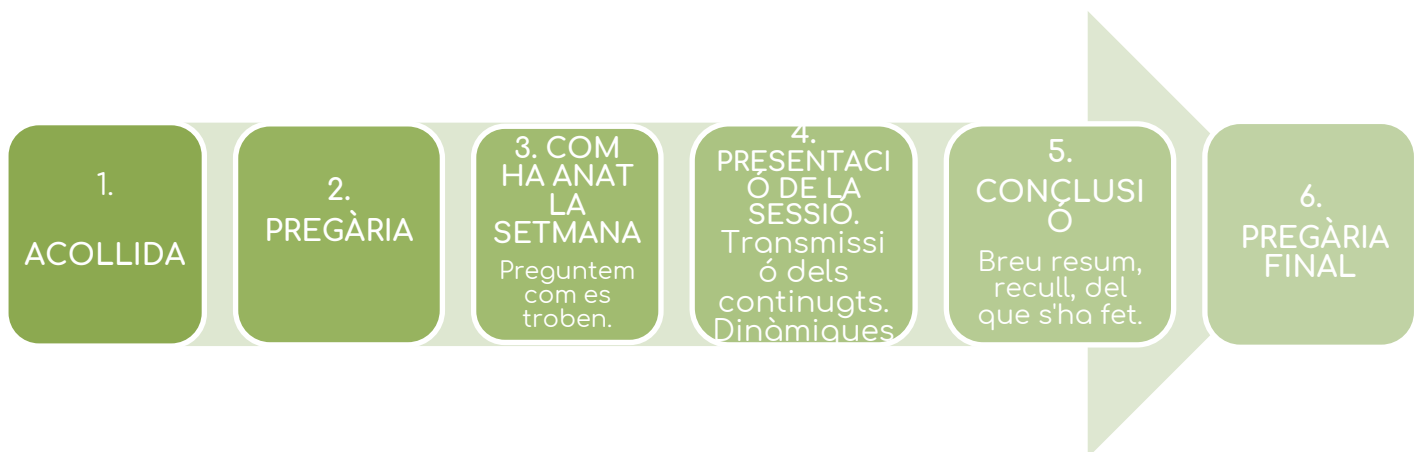 1.
ACOLLIDA
2.
PREGÀRIA
3. COM
HA ANAT
LA
SETMANA
Preguntem
com es
troben.
4.
PRESENTACI
Ó DE LA
SESSIÓ.
Transmissi
ó dels
continugts.
Dinàmiques
5.
CONCLUSI
Ó
Breu resum,
recull, del
que s'ha fet.
6.
PREGÀRIA
FINAL